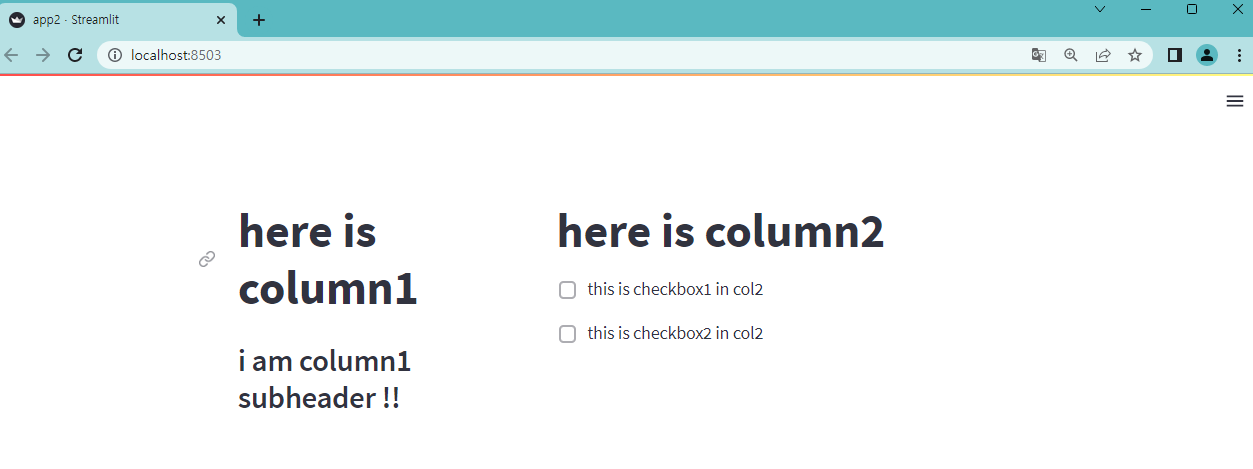 app2 · Streamlit
localhost:8503
here is
column1
i am column1
subheader !!
here is column2
this is checkbox1 in col2
this is checkbox2 in col2